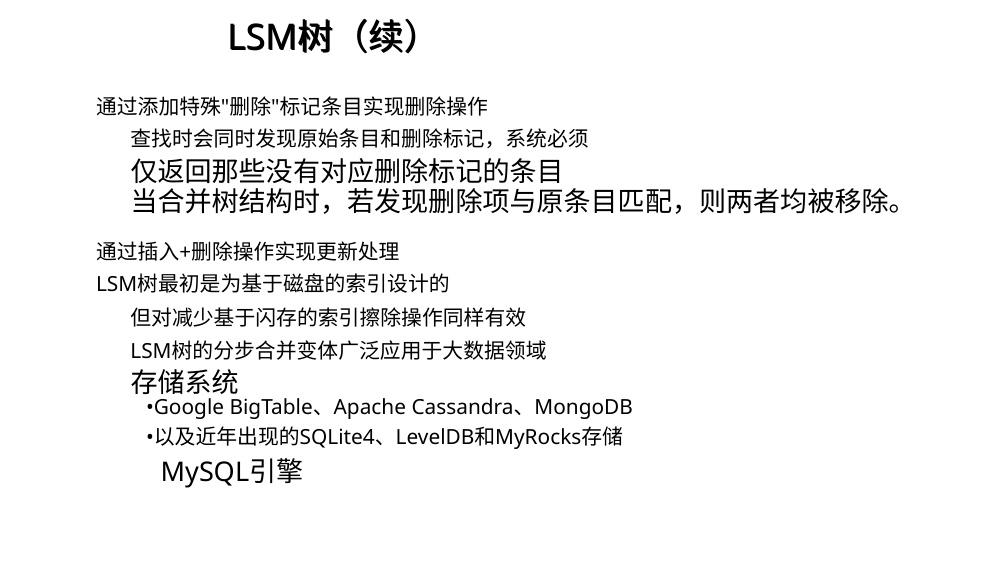 LSM树（续）
通过添加特殊"删除"标记条目实现删除操作
查找时会同时发现原始条目和删除标记，系统必须
仅返回那些没有对应删除标记的条目
当合并树结构时，若发现删除项与原条目匹配，则两者均被移除。
通过插入+删除操作实现更新处理
LSM树最初是为基于磁盘的索引设计的
但对减少基于闪存的索引擦除操作同样有效
LSM树的分步合并变体广泛应用于大数据领域
存储系统
•Google BigTable、Apache Cassandra、MongoDB
•以及近年出现的SQLite4、LevelDB和MyRocks存储
MySQL引擎